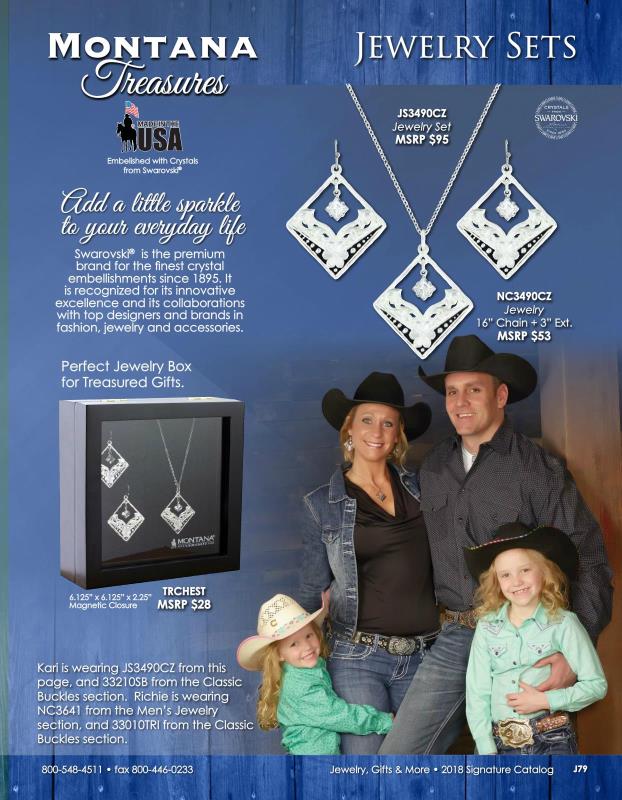 MONTANA
Treasures
JEWELRY SETS
MADE IN THE
USA
Embellished with Crystals
from Swarovski®
JS3490CZ
Jewelry Set
MSRP $95
CRYSTALS
FROM
SWAROVSKI
Add a little sparkle
to your everyday life
Swarovski® is the premium
brand for the finest crystal
embellishments since 1895. It
is recognized for its innovative
excellence and its collaborations
with top designers and brands in
fashion, jewelry and accessories.
NC3490CZ
Jewelry
16” Chain + 3” Ext.
MSRP $53
Perfect Jewelry Box
for Treasured Gifts.
MONTANA
6.125” x 6.125” x 2.25”
Magnetic Closure
TRCHEST
MSRP $28
Kari is wearing JS3490CZ from this
page, and 33210SB from the Classic
Buckles section. Richie is wearing
NC3641 from the Men’s Jewelry
section, and 33010TRI from the Classic
Buckles section.
800-548-4511 • fax 800-446-0233
Jewelry, Gifts & More • 2018 Signature Catalog J79